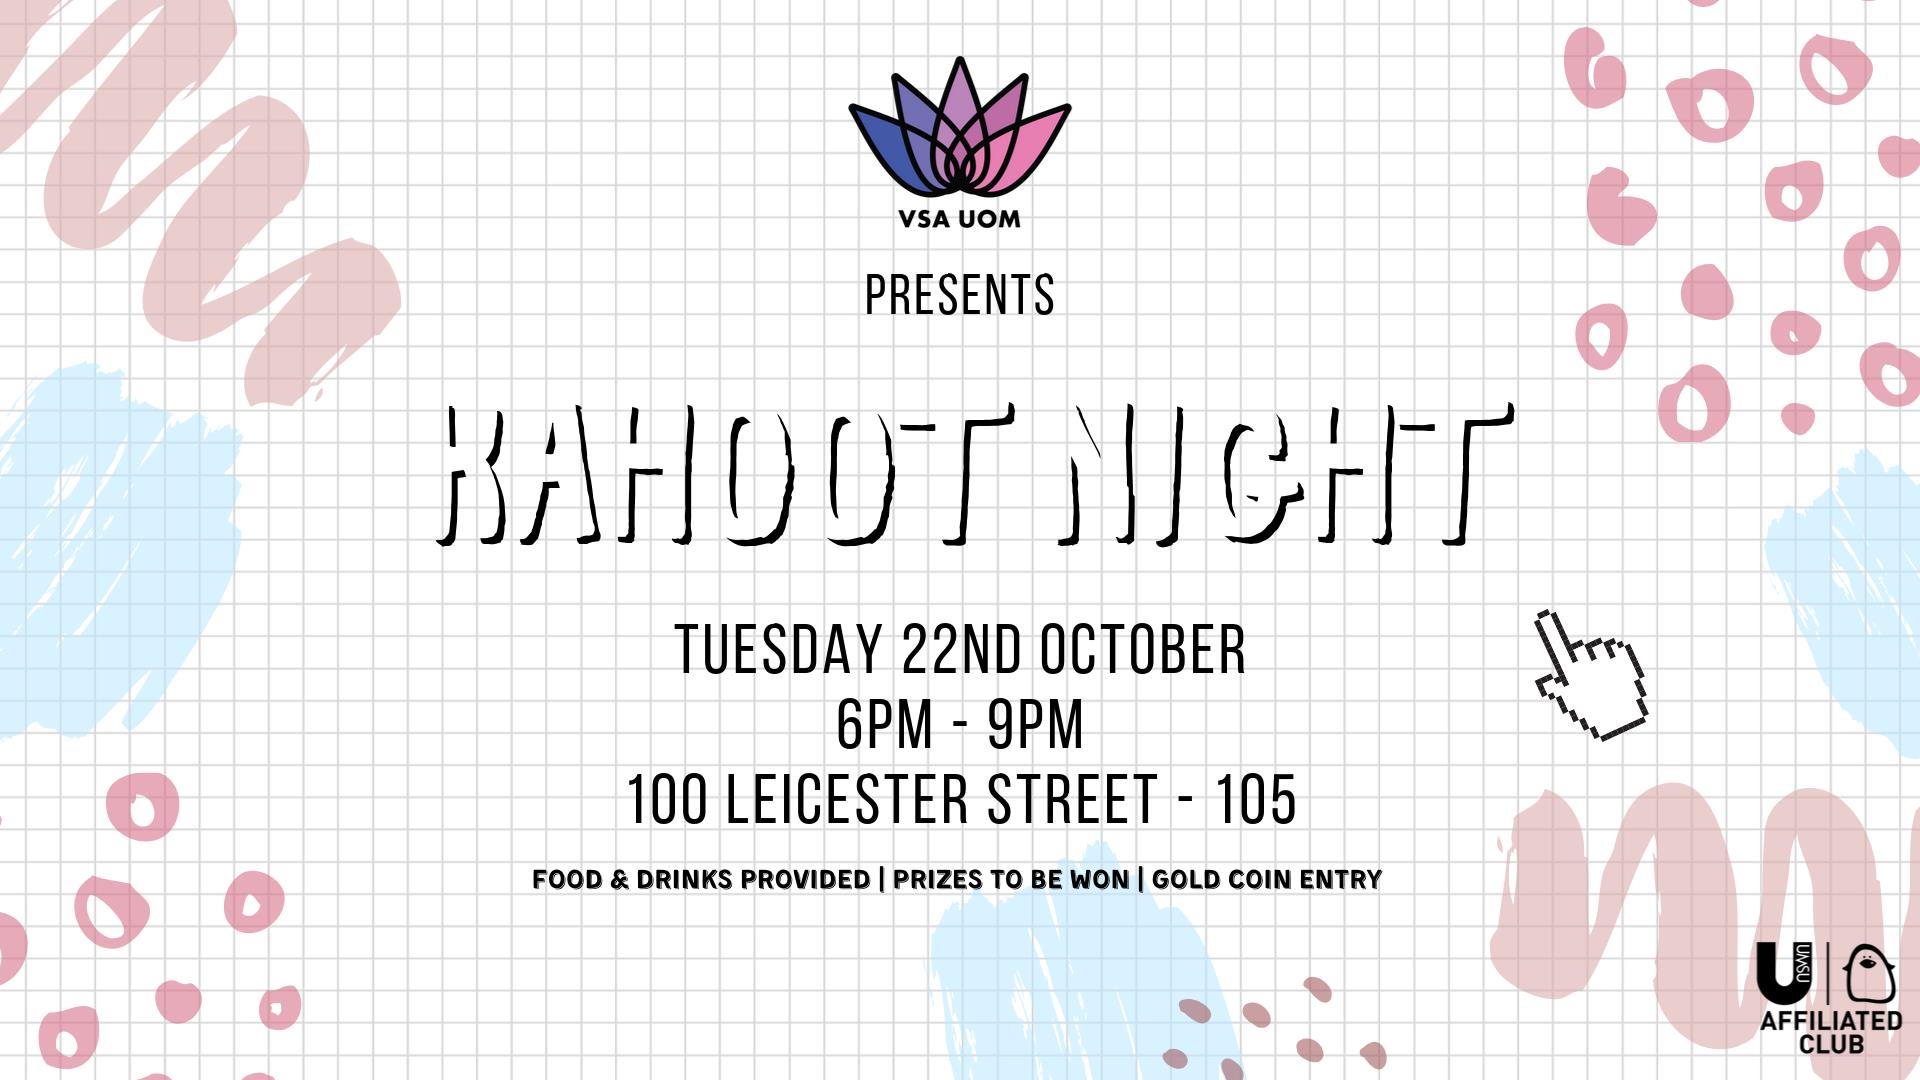 VSA UOM
PRESENTS
KAHOOT NIGHT
TUESDAY 22ND OCTOBER
6PM - 9PM
100 LEICESTER STREET - 105
FOOD & DRINKS PROVIDED | PRIZES TO BE WON | GOLD COIN ENTRY
UMSU
AFFILIATED
CLUB